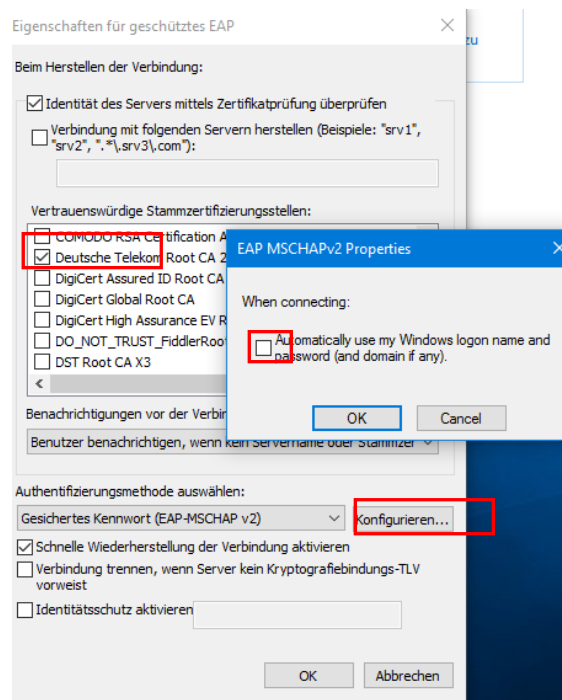 Eigenschaften für geschütztes EAP
zu
Beim Herstellen der Verbindung:
Identität des Servers mittels Zertifikatprüfung überprüfen
Verbindung mit folgenden Servern herstellen (Beispiele: "srv1",
"srv2", ".*\.srv3\.com"):
Vertrauenswürdige Stammzertifizierungsstellen:
COMODO RSA Certification A
Deutsche Telekom Root CA 2
DigiCert Assured ID Root CA
DigiCert Global Root CA
DigiCert High Assurance EV R
DO_NOT_TRUST_FiddlerRoo
DST Root CA X3
Benachrichtigungen vor der Verbin
Benutzer benachrichtigen, wenn kein Servername oder Stammzer
Authentifizierungsmethode auswählen:
Gesichertes Kennwort (EAP-MSCHAP v2)
Konfigurieren...
Schnelle Wiederherstellung der Verbindung aktivieren
Verbindung trennen, wenn Server kein Kryptografiebindungs-TLV
vorweist
Identitätsschutz aktivieren
OK
Abbrechen
EAP MSCHAPv2 Properties
When connecting:
Automatically use my Windows logon name and
password (and domain if any).
OK
Cancel